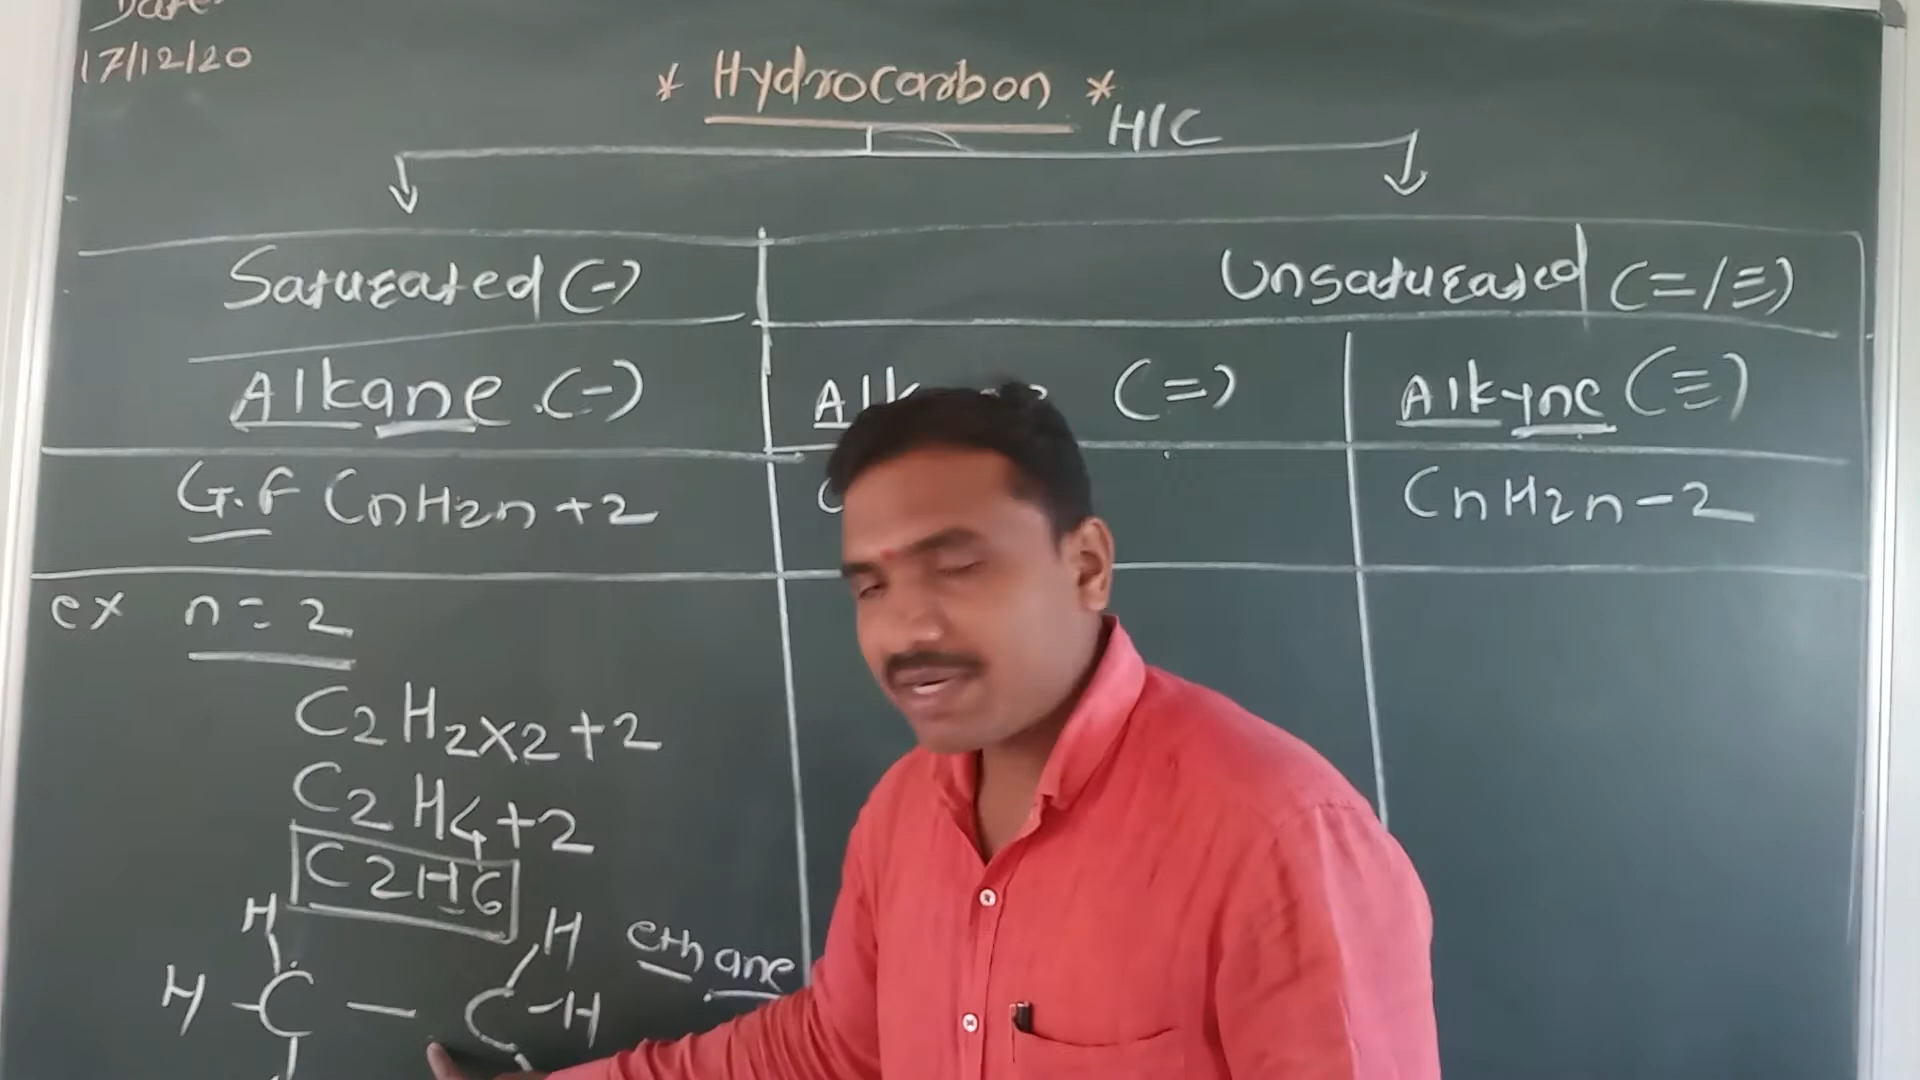 Date
17/12/20
* Hydrocarbon *
H/C
Saturated (-)
Unsaturated (=/≡)
Alkane (-)
(=)
Alkyne (≡)
G.F CnH2n+2
CnH2n-2
ex n = 2
C2H2x2+2
C2H4+2
C2H6
H H
ethane
H - C — C - H